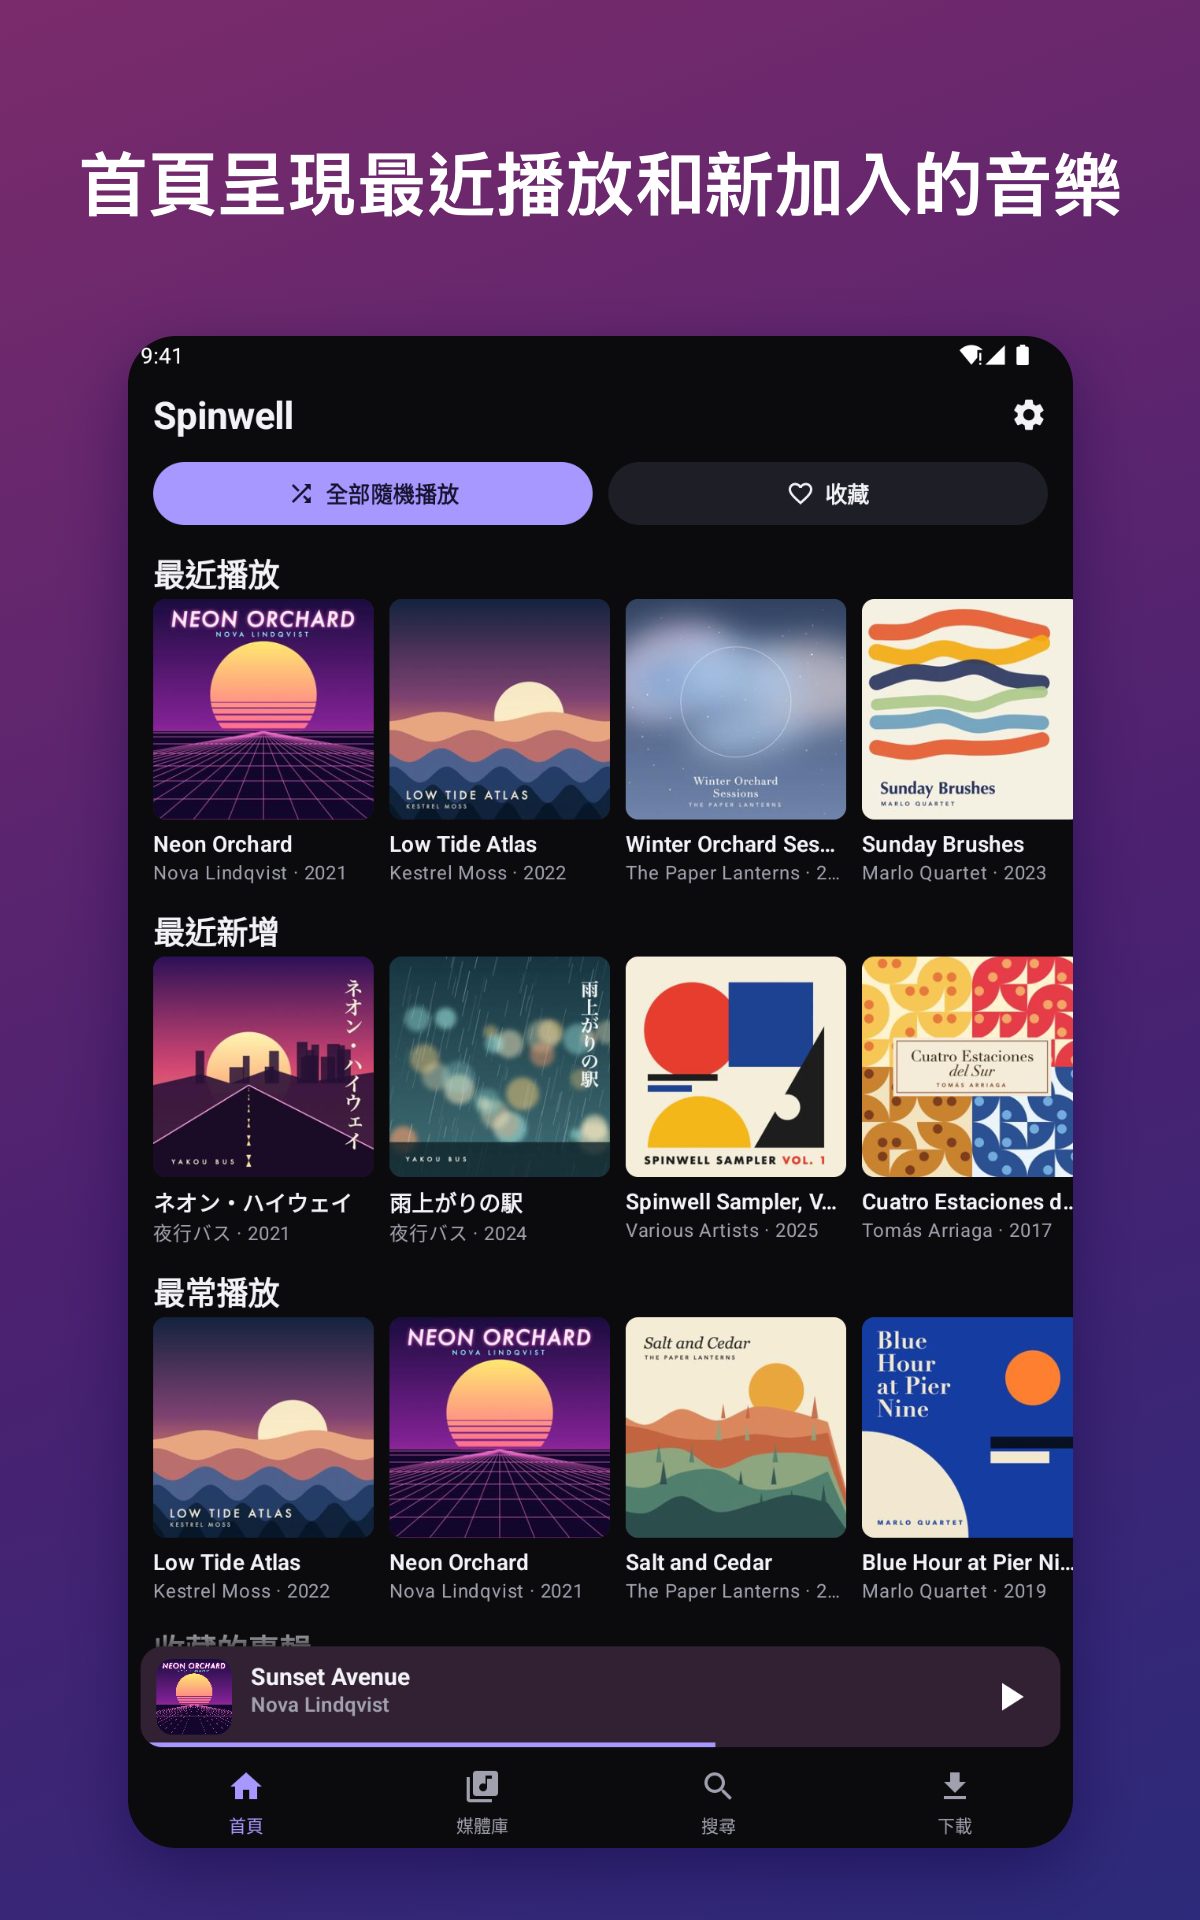 首頁呈現最近播放和新加入的音樂
9:41
Spinwell
全部隨機播放
收藏
最近播放
NEON ORCHARD
NOVA LINDQVIST
LOW TIDE ATLAS
KESTREL MOSS
Winter Orchard
Sessions
THE PAPER LANTERNS
Sunday Brushes
MARLO QUARTET
Neon Orchard
Nova Lindqvist · 2021
Low Tide Atlas
Kestrel Moss · 2022
Winter Orchard Ses…
The Paper Lanterns · 2…
Sunday Brushes
Marlo Quartet · 2023
最近新增
ネオン・ハイウェイ
YAKOU BUS
雨上がりの駅
YAKOU BUS
SPINWELL SAMPLER VOL. 1
Cuatro Estaciones
del Sur
TOMÁS ARRIAGA
ネオン・ハイウェイ
夜行バス · 2021
雨上がりの駅
夜行バス · 2024
Spinwell Sampler, V…
Various Artists · 2025
Cuatro Estaciones d…
Tomás Arriaga · 2017
最常播放
LOW TIDE ATLAS
KESTREL MOSS
NEON ORCHARD
NOVA LINDQVIST
Salt and Cedar
THE PAPER LANTERNS
Blue
Hour
at Pier
Nine
MARLO QUARTET
Low Tide Atlas
Kestrel Moss · 2022
Neon Orchard
Nova Lindqvist · 2021
Salt and Cedar
The Paper Lanterns · 2…
Blue Hour at Pier Ni…
Marlo Quartet · 2019
收藏的專輯
NEON ORCHARD
Sunset Avenue
Nova Lindqvist
首頁
媒體庫
搜尋
下載